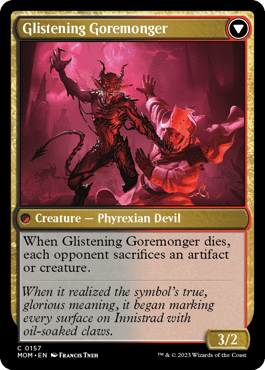 Glistening Goremonger
Creature — Phyrexian Devil
When Glistening Goremonger dies,
each opponent sacrifices an artifact
or creature.
When it realized the symbol's true,
glorious meaning, it began marking
every surface on Innistrad with
oil-soaked claws.
3/2
C 0157
MOM • EN Francis Tneh
™ & © 2023 Wizards of the Coast